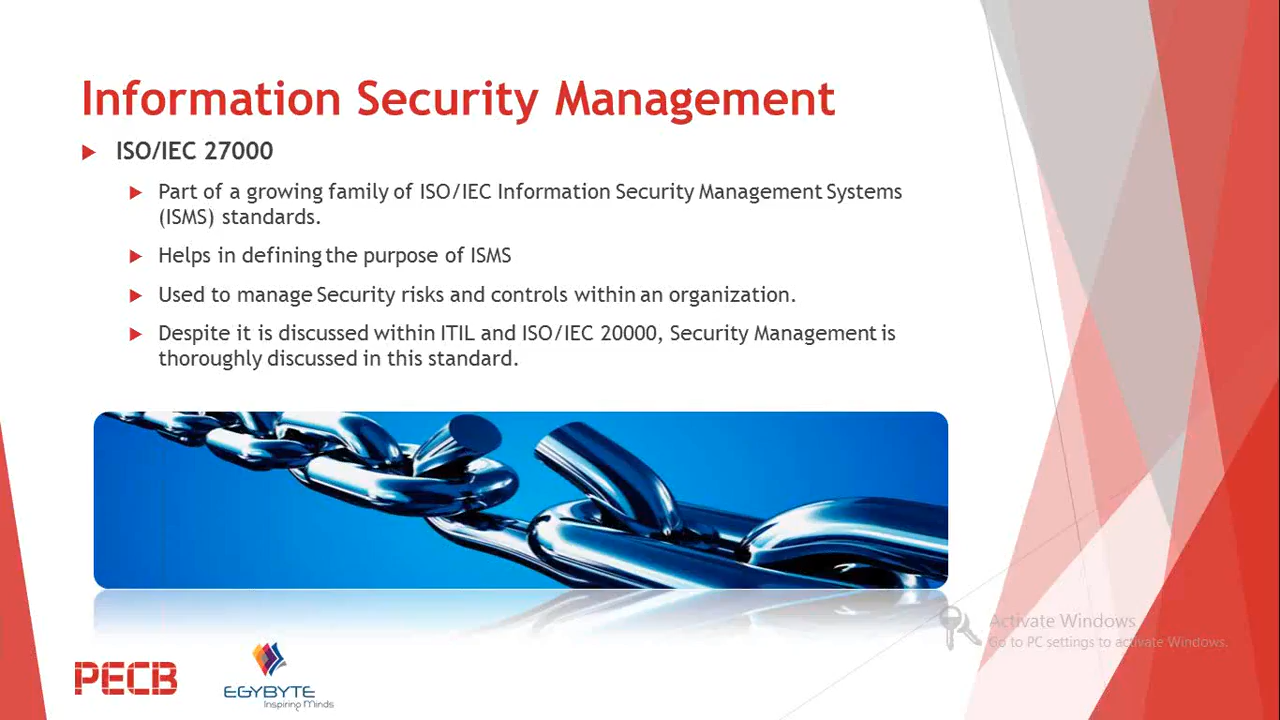 Information Security Management
ISO/IEC 27000
Part of a growing family of ISO/IEC Information Security Management Systems
(ISMS) standards.
Helps in defining the purpose of ISMS
Used to manage Security risks and controls within an organization.
Despite it is discussed within ITIL and ISO/IEC 20000, Security Management is
thoroughly discussed in this standard.
Activate Windows
Go to PC settings to activate Windows.
PECB
EGYBYTE
Inspiring Minds